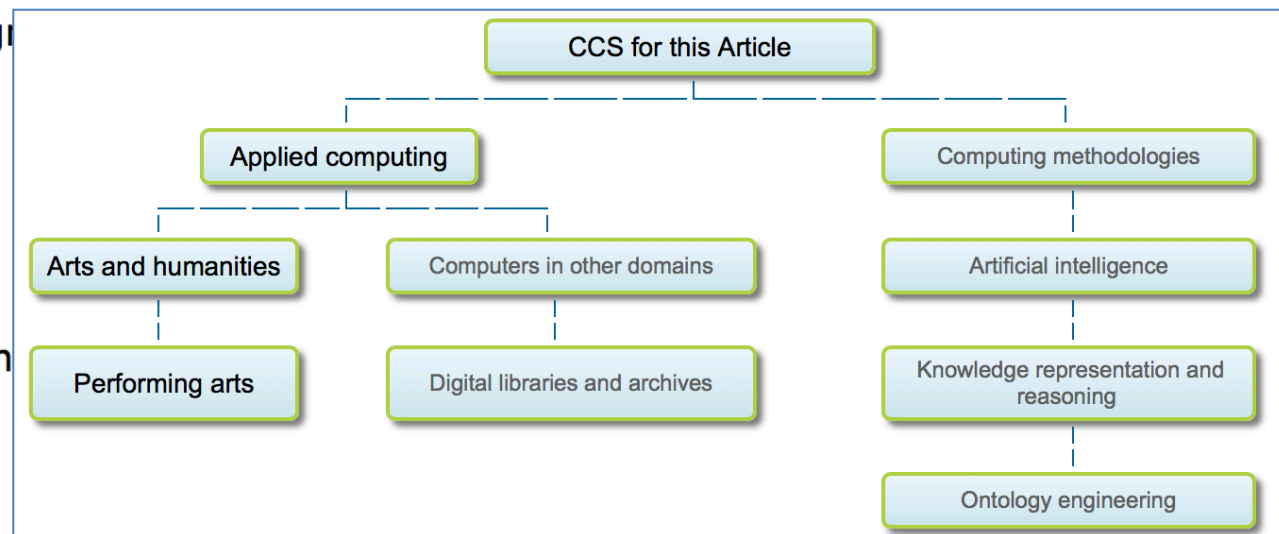 CCS for this Article
Applied computing
Computing methodologies
Arts and humanities
Computers in other domains
Artificial intelligence
Performing arts
Digital libraries and archives
Knowledge representation and
reasoning
Ontology engineering